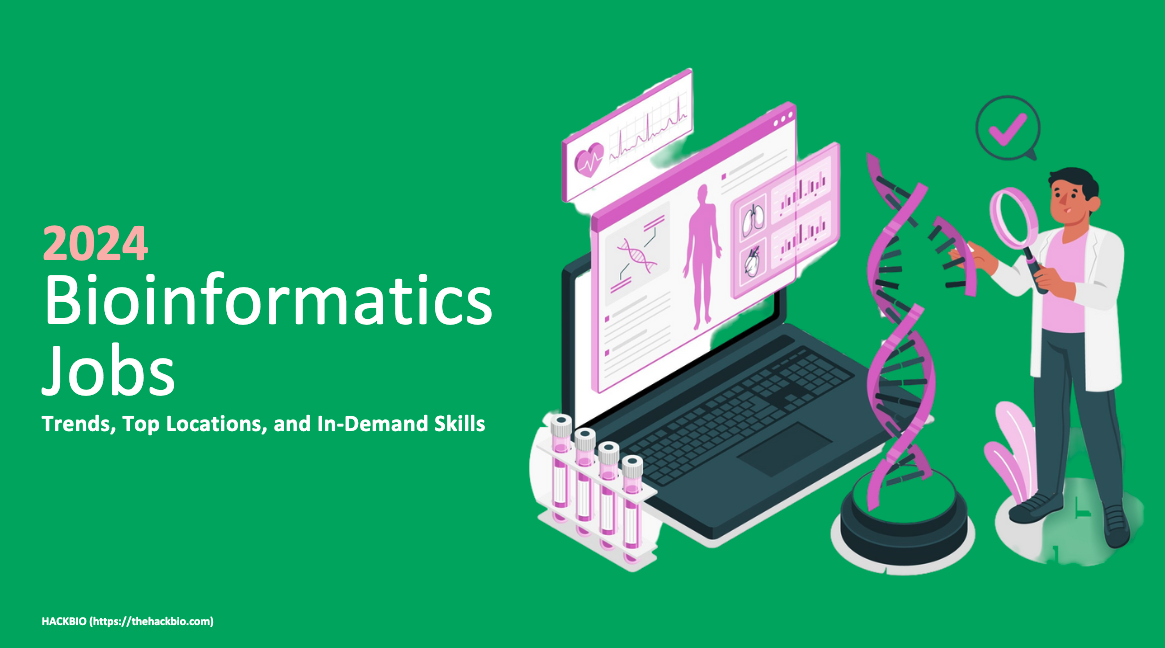 2024
Bioinformatics
Jobs
Trends, Top Locations, and In-Demand Skills
HACKBIO (https://thehackbio.com)